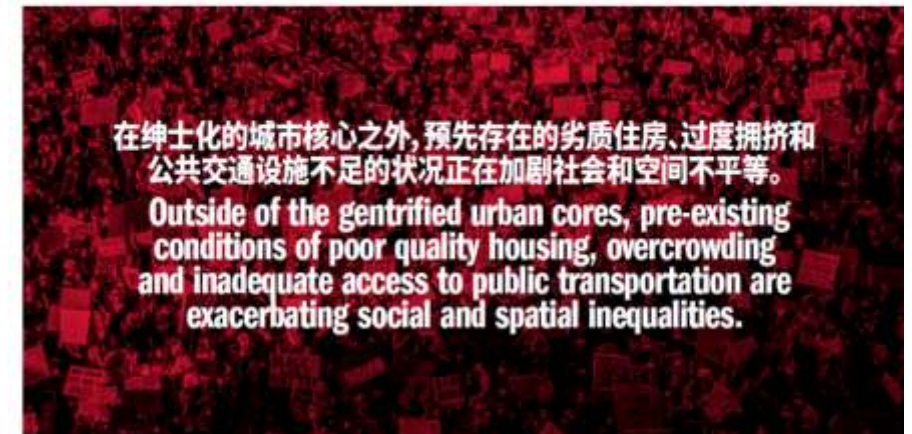 在绅士化的城市核心之外,预先存在的劣质住房、过度拥挤和
公共交通设施不足的状况正在加剧社会和空间不平等。
Outside of the gentrified urban cores, pre-existing
conditions of poor quality housing, overcrowding
and inadequate access to public transportation are
exacerbating social and spatial inequalities.